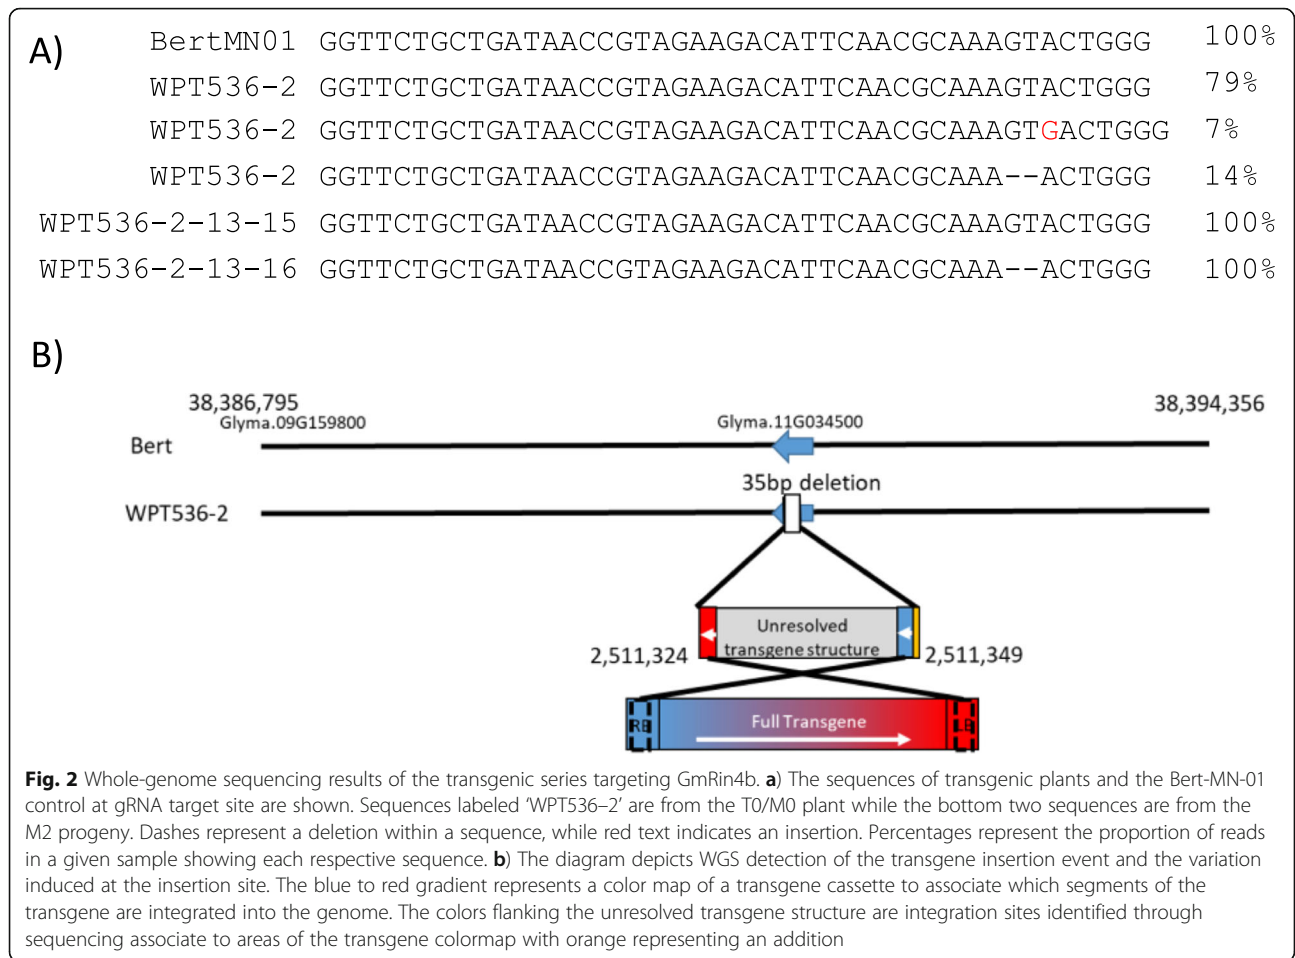 A)
BertMN01 GGTTCTGCTGATAACCGTAGAAGACATTCAACGCAAAGTACTGGG 100%
WPT536-2 GGTTCTGCTGATAACCGTAGAAGACATTCAACGCAAAGTACTGGG 79%
WPT536-2 GGTTCTGCTGATAACCGTAGAAGACATTCAACGCAAAGTGACTGGG 7%
WPT536-2 GGTTCTGCTGATAACCGTAGAAGACATTCAACGCAAA--ACTGGG 14%
WPT536-2-13-15 GGTTCTGCTGATAACCGTAGAAGACATTCAACGCAAAGTACTGGG 100%
WPT536-2-13-16 GGTTCTGCTGATAACCGTAGAAGACATTCAACGCAAA--ACTGGG 100%
B)
38,386,795 38,394,356
Glyma.09G159800 Glyma.11G034500
Bert
35bp deletion
WPT536-2
Unresolved
transgene structure
2,511,324 2,511,349
RB Full Transgene LB
Fig. 2 Whole-genome sequencing results of the transgenic series targeting GmRin4b. a) The sequences of transgenic plants and the Bert-MN-01
control at gRNA target site are shown. Sequences labeled ‘WPT536–2’ are from the T0/M0 plant while the bottom two sequences are from the
M2 progeny. Dashes represent a deletion within a sequence, while red text indicates an insertion. Percentages represent the proportion of reads
in a given sample showing each respective sequence. b) The diagram depicts WGS detection of the transgene insertion event and the variation
induced at the insertion site. The blue to red gradient represents a color map of a transgene cassette to associate which segments of the
transgene are integrated into the genome. The colors flanking the unresolved transgene structure are integration sites identified through
sequencing associate to areas of the transgene colormap with orange representing an addition